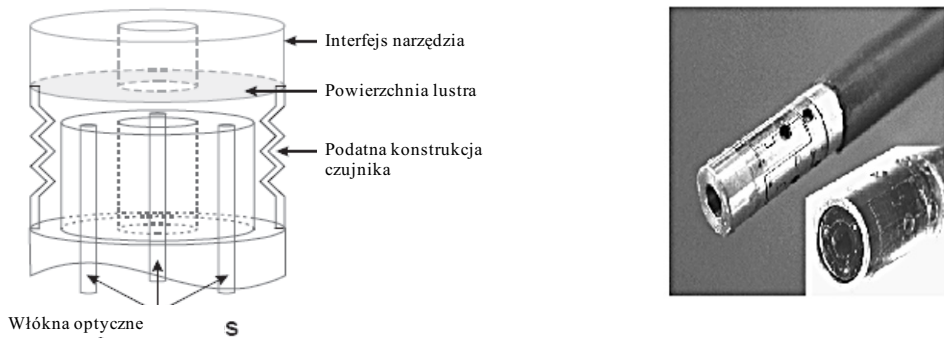 Interfejs narzędzia
Powierzchnia lustra
Podatna konstrukcja
czujnika
Włókna optyczne
S